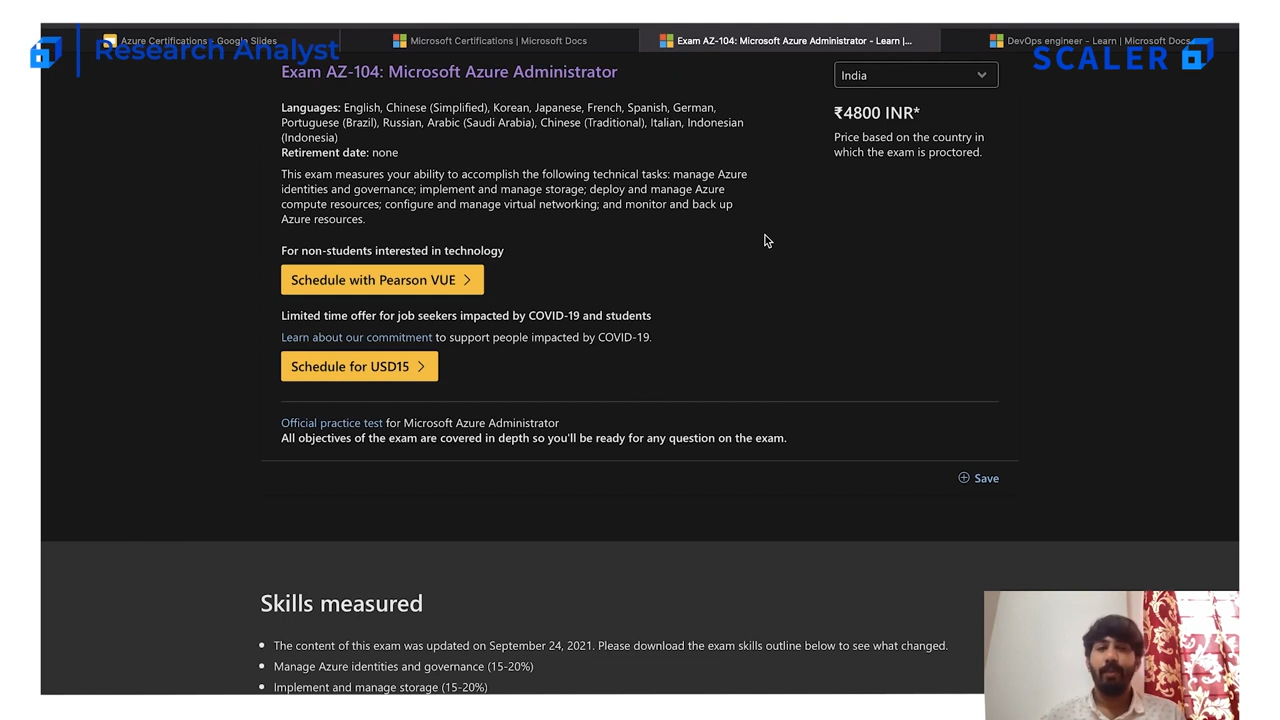 Azure Certifications - Google Slides
Microsoft Certifications | Microsoft Docs
Exam AZ-104: Microsoft Azure Administrator - Learn |...
DevOps engineer - Learn | Microsoft Docs
Research Analyst
SCALER
Exam AZ-104: Microsoft Azure Administrator
India
Languages: English, Chinese (Simplified), Korean, Japanese, French, Spanish, German,
Portuguese (Brazil), Russian, Arabic (Saudi Arabia), Chinese (Traditional), Italian, Indonesian
(Indonesia)
Retirement date: none
₹4800 INR*
Price based on the country in
which the exam is proctored.
This exam measures your ability to accomplish the following technical tasks: manage Azure
identities and governance; implement and manage storage; deploy and manage Azure
compute resources; configure and manage virtual networking; and monitor and back up
Azure resources.
For non-students interested in technology
Schedule with Pearson VUE
Limited time offer for job seekers impacted by COVID-19 and students
Learn about our commitment to support people impacted by COVID-19.
Schedule for USD15
Official practice test for Microsoft Azure Administrator
All objectives of the exam are covered in depth so you'll be ready for any question on the exam.
Save
Skills measured
The content of this exam was updated on September 24, 2021. Please download the exam skills outline below to see what changed.
Manage Azure identities and governance (15-20%)
Implement and manage storage (15-20%)